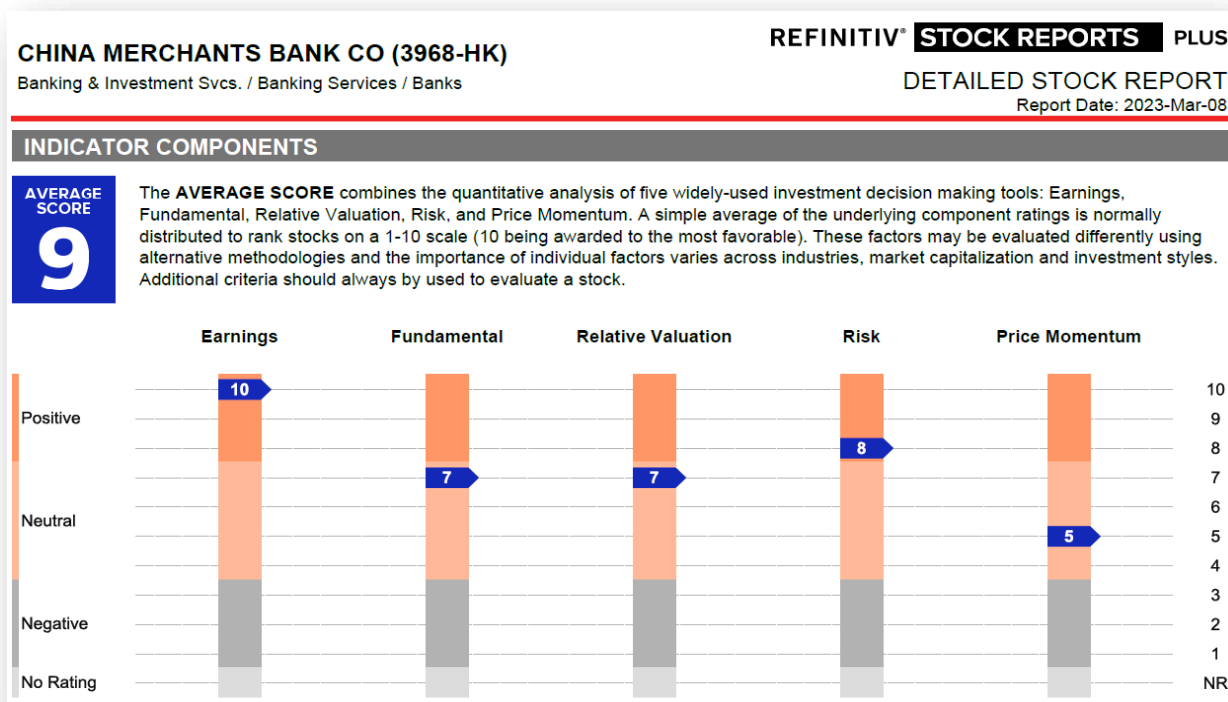 CHINA MERCHANTS BANK CO (3968-HK)
Banking & Investment Svcs. / Banking Services / Banks
REFINITIV® STOCK REPORTS PLUS
DETAILED STOCK REPORT
Report Date: 2023-Mar-08
INDICATOR COMPONENTS
AVERAGE
SCORE
9
The AVERAGE SCORE combines the quantitative analysis of five widely-used investment decision making tools: Earnings,
Fundamental, Relative Valuation, Risk, and Price Momentum. A simple average of the underlying component ratings is normally
distributed to rank stocks on a 1-10 scale (10 being awarded to the most favorable). These factors may be evaluated differently using
alternative methodologies and the importance of individual factors varies across industries, market capitalization and investment styles.
Additional criteria should always by used to evaluate a stock.
Earnings Fundamental Relative Valuation Risk Price Momentum
10 10
Positive 9
8 8
7 7 7
6
Neutral
5 5
4
3
Negative 2
1
No Rating NR